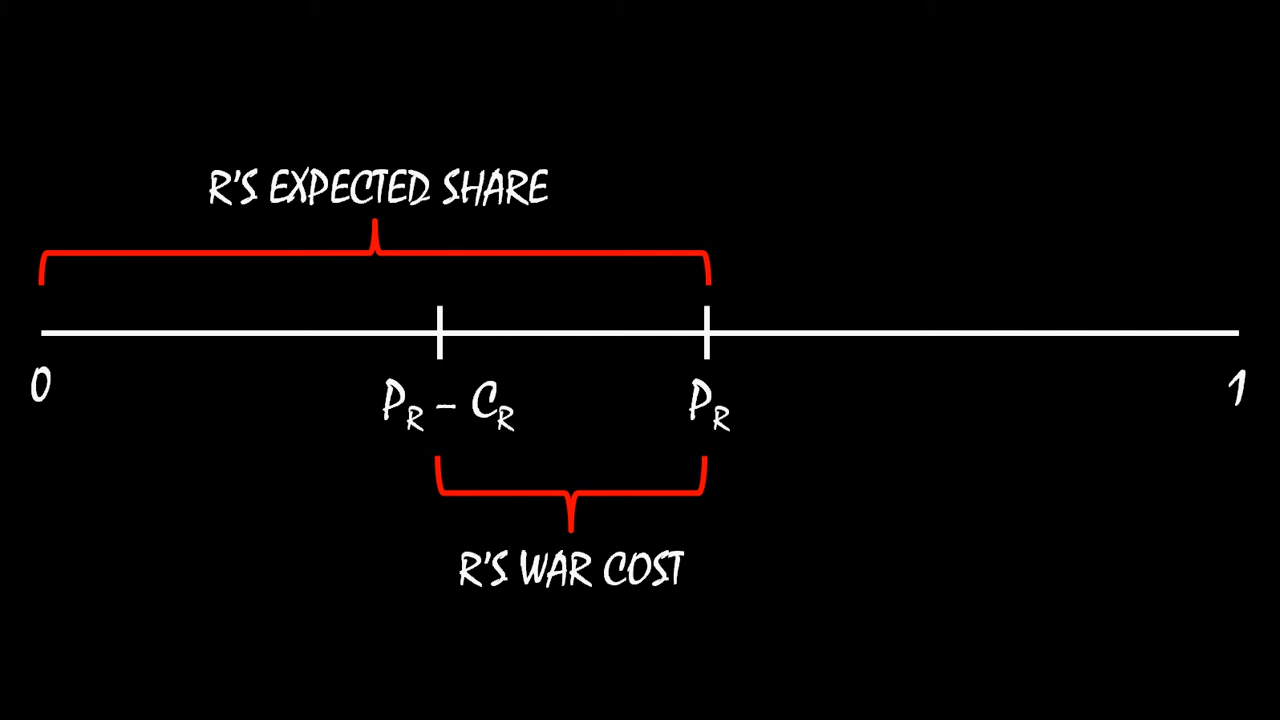 R'S EXPECTED SHARE
0
1
P_R – C_R
P_R
R'S WAR COST